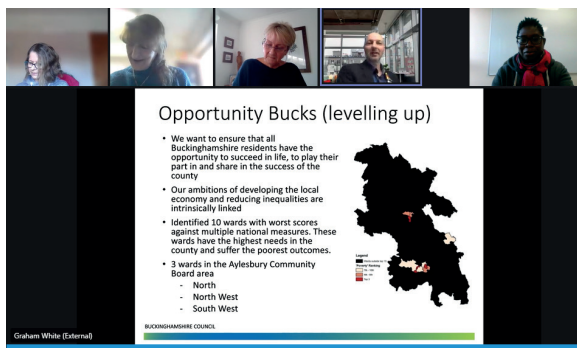 Opportunity Bucks (levelling up)
• We want to ensure that all
Buckinghamshire residents have the
opportunity to succeed in life, to play their
part in and share in the success of the
county
• Our ambitions of developing the local
economy and reducing inequalities are
intrinsically linked
• Identified 10 wards with worst scores
against multiple national measures. These
wards have the highest needs in the
county and suffer the poorest outcomes.
• 3 wards in the Aylesbury Community
Board area
- North
- North West
- South West
Legend
BUCKINGHAMSHIRE COUNCIL
Graham White (External)